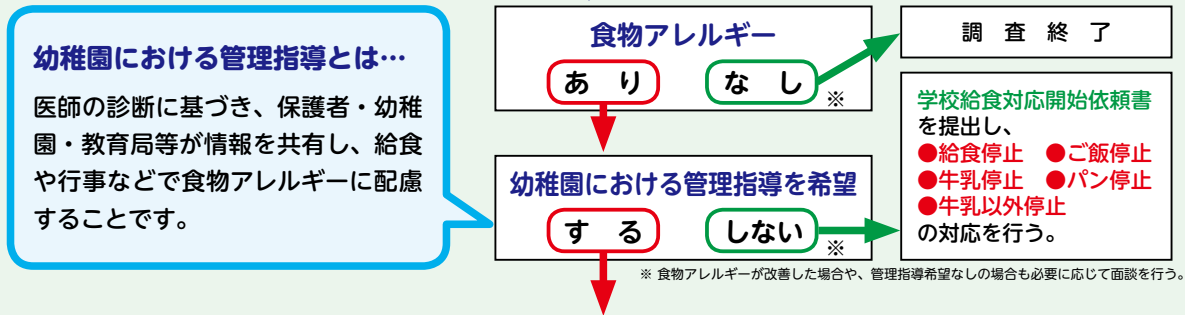 幼稚園における管理指導とは…
医師の診断に基づき、保護者・幼稚
園・教育局等が情報を共有し、給食
や行事などで食物アレルギーに配慮
することです。
食物アレルギー
あ り
な し
※
調 査 終 了
幼稚園における管理指導を希望
す る
しない
※
学校給食対応開始依頼書
を提出し、
●給食停止 ●ご飯停止
●牛乳停止 ●パン停止
●牛乳以外停止
の対応を行う。
※ 食物アレルギーが改善した場合や、管理指導希望なしの場合も必要に応じて面談を行う。